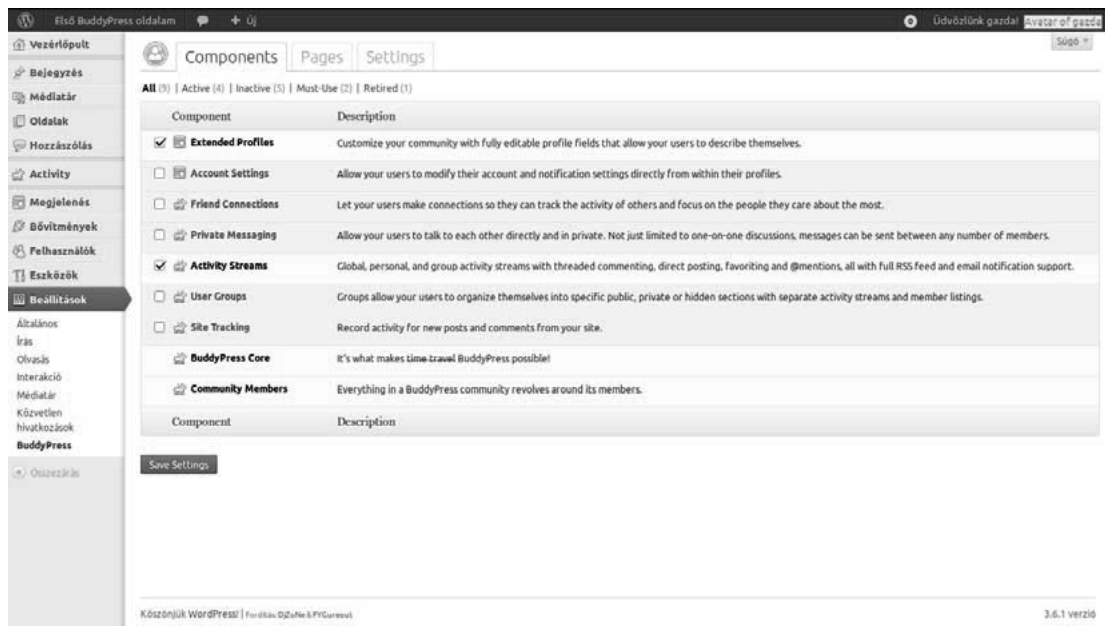 Első BuddyPress oldalam + Új 0 Üdvözlünk gazda! Avatar of gazda
Súgó
Vezérlőpult
Bejegyzés
Médiatár
Oldalak
Hozzászólás
Activity
Megjelenés
Bővítmények
Felhasználók
Eszközök
Beállítások
Általános
Írás
Olvasás
Interakció
Médiatár
Közvetlen
hivatkozások
BuddyPress
Összezárás
Components Pages Settings
All (9) | Active (4) | Inactive (5) | Must-Use (2) | Retired (1)
Component Description
Extended Profiles Customize your community with fully editable profile fields that allow your users to describe themselves.
Account Settings Allow your users to modify their account and notification settings directly from within their profiles.
Friend Connections Let your users make connections so they can track the activity of others and focus on the people they care about the most.
Private Messaging Allow your users to talk to each other directly and in private. Not just limited to one-on-one discussions, messages can be sent between any number of members.
Activity Streams Global, personal, and group activity streams with threaded commenting, direct posting, favoriting and @mentions, all with full RSS feed and email notification support.
User Groups Groups allow your users to organize themselves into specific public, private or hidden sections with separate activity streams and member listings.
Site Tracking Record activity for new posts and comments from your site.
BuddyPress Core It's what makes time travel BuddyPress possible!
Community Members Everything in a BuddyPress community revolves around its members.
Component Description
Save Settings
Köszönjük WordPress! | Fordítás: DjZoNe & FYGureout 3.6.1 verzió